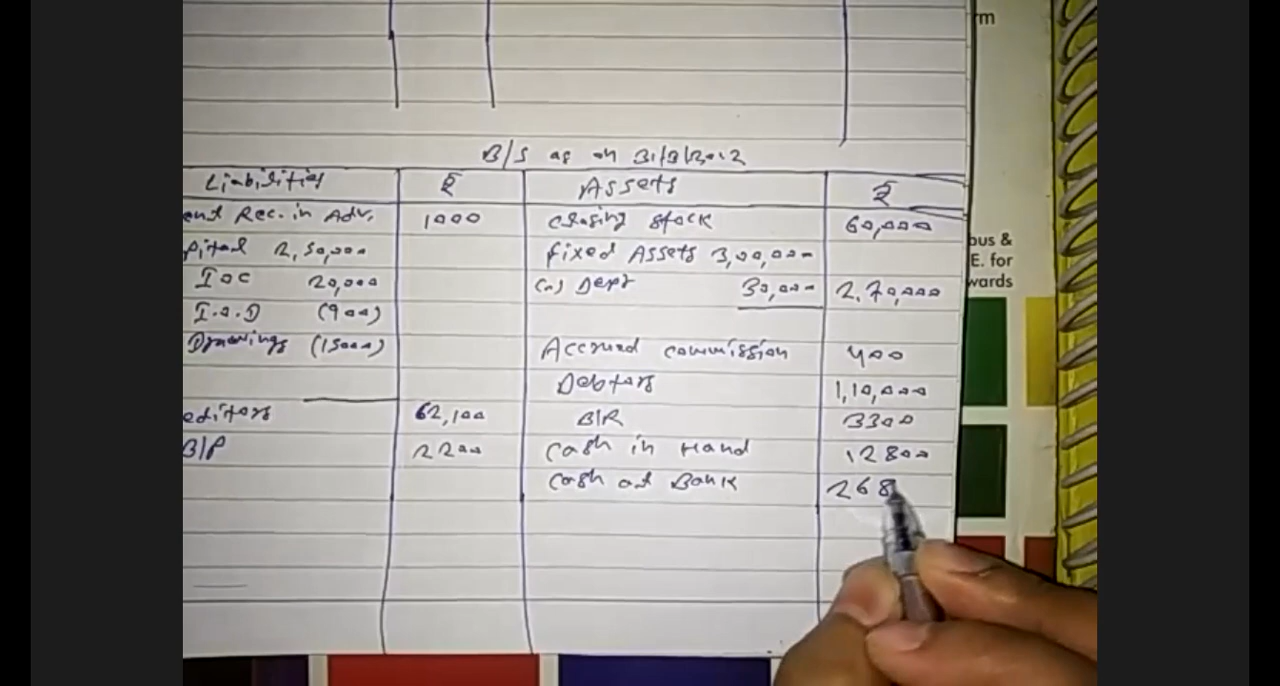 rm
B/S as on 31/3/2012
Liabilities ₹ Assets ₹
ent Rec. in Adv. 1000 closing stock 60,000
pital 2,50,000 fixed Assets 3,00,000
IOC 20,000 (-) Dep? 30,000 2,70,000
I.O.D (900)
Drawings (15000) Accrued commission 400
Debtors 1,10,000
editors 62,100 B/R 3300
B/P 2200 Cash in Hand 12800
Cash at Bank 268
bus &
E. for
wards